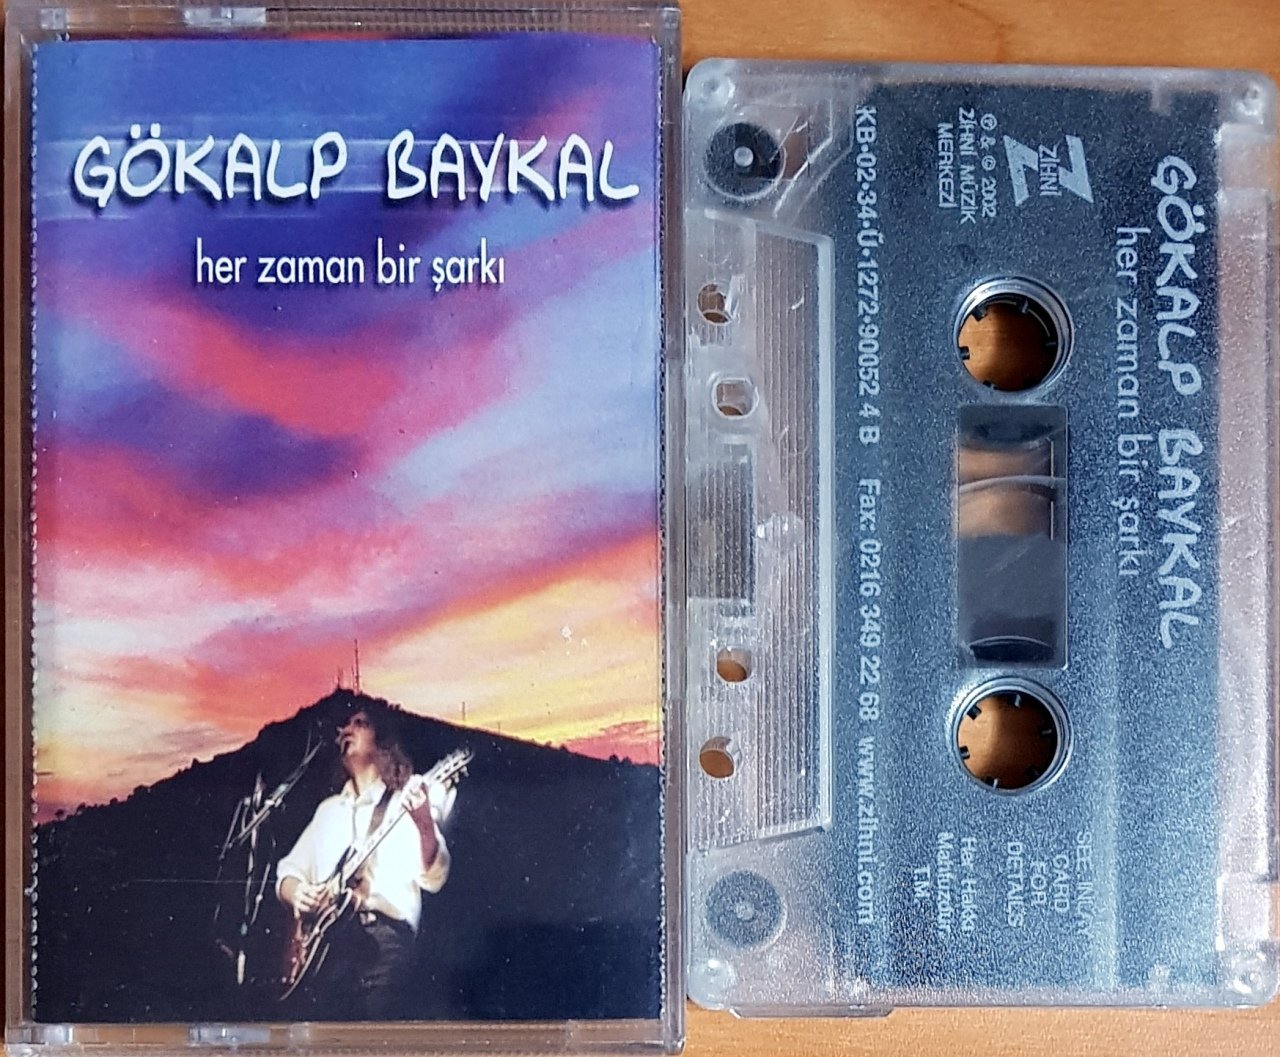 GÖKALP BAYKAL
her zaman bir şarkı
GÖKALP BAYKAL
her zaman bir şarkı
ZİHNİ
℗ & © 2002
ZİHNİ MÜZİK
MERKEZİ
KB•02•34•Ü•1272•90052 4 B Fax: 0216 349 22 68 www.zihni.com
SEE INLAY
CARD
FOR
DETAILS
Her Hakkı
Mahfuzdur
T.M.